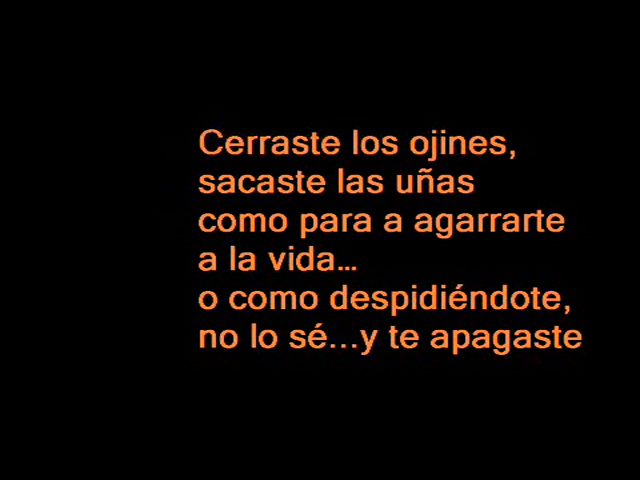 Cerraste los ojines,
sacaste las uñas
como para a agarrarte
a la vida...
o como despidiéndote,
no lo sé...y te apagaste